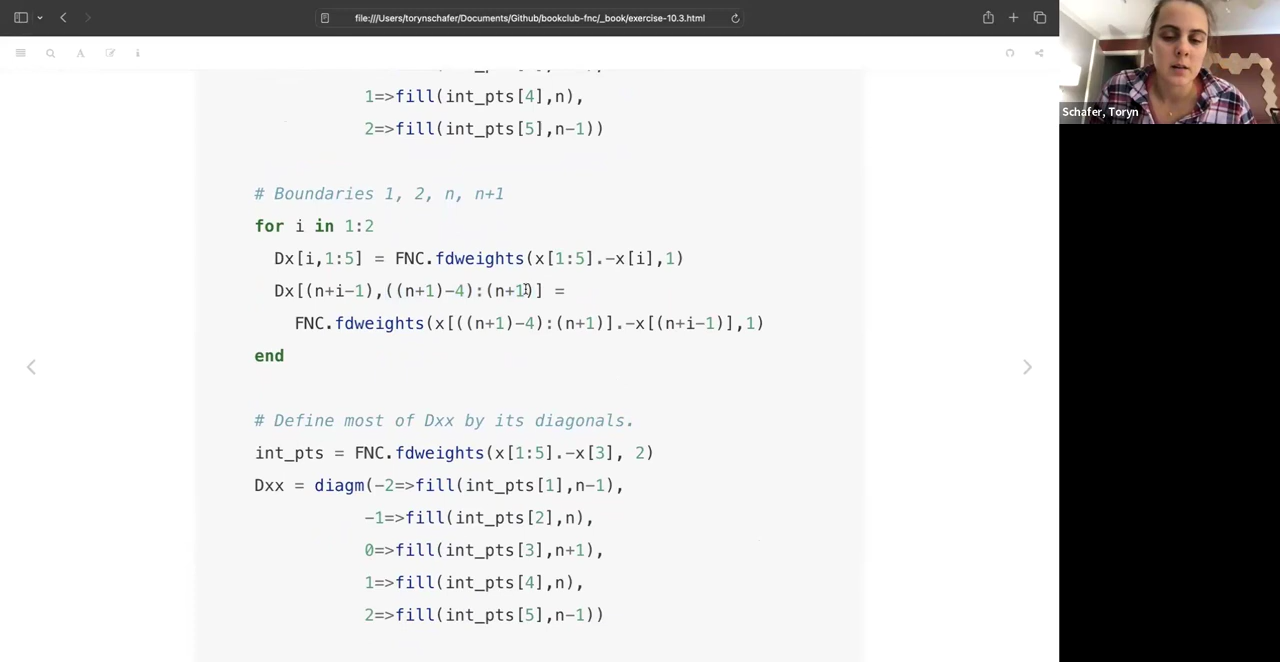 file:///Users/torynschafer/Documents/Github/bookclub-fnc/_book/exercise-10.3.html
Schafer, Toryn
1=>fill(int_pts[4],n),
2=>fill(int_pts[5],n-1))
# Boundaries 1, 2, n, n+1
for i in 1:2
Dx[i,1:5] = FNC.fdweights(x[1:5].-x[i],1)
Dx[(n+i-1),((n+1)-4):(n+1)] =
FNC.fdweights(x[((n+1)-4):(n+1)].-x[(n+i-1)],1)
end
# Define most of Dxx by its diagonals.
int_pts = FNC.fdweights(x[1:5].-x[3], 2)
Dxx = diagm(-2=>fill(int_pts[1],n-1),
-1=>fill(int_pts[2],n),
0=>fill(int_pts[3],n+1),
1=>fill(int_pts[4],n),
2=>fill(int_pts[5],n-1))